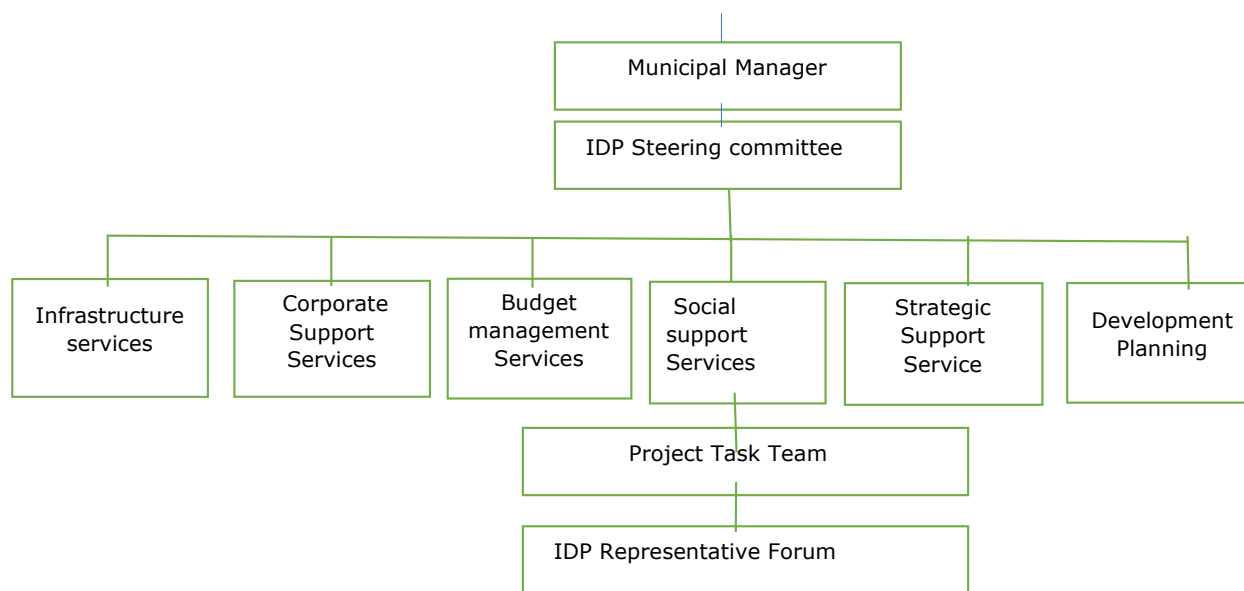 Municipal Manager
IDP Steering committee
Infrastructure
services
Corporate
Support
Services
Budget
management
Services
Social
support
Services
Strategic
Support
Service
Development
Planning
Project Task Team
IDP Representative Forum